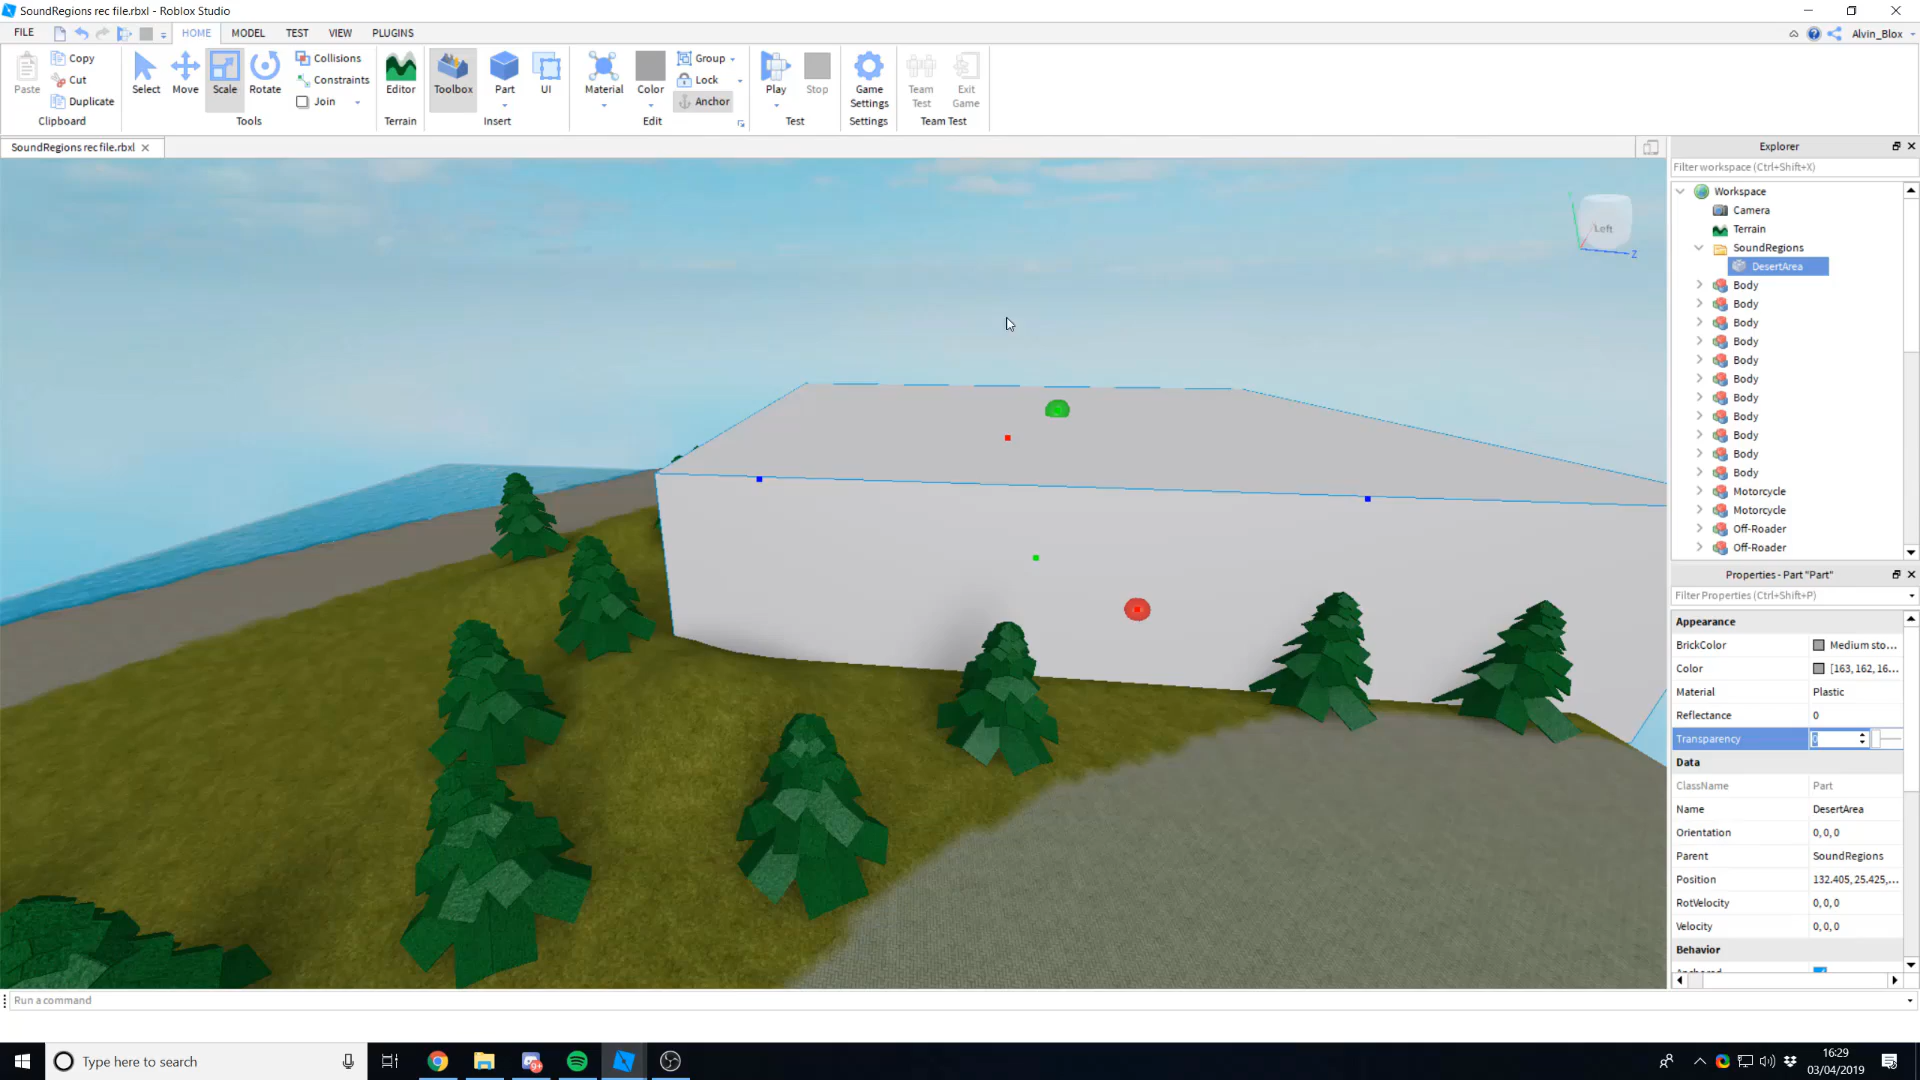 SoundRegions rec file.rbxl - Roblox Studio
FILE HOME MODEL TEST VIEW PLUGINS Alvin_Blox
Paste Copy Cut Duplicate Clipboard
Select Move Scale Rotate Collisions Constraints Join Tools
Editor Terrain
Toolbox Part UI Insert
Material Color Group Lock Anchor Edit
Play Stop Test
Game Settings Settings
Team Test Exit Game Team Test
SoundRegions rec file.rbxl
Left
Z
Explorer
Filter workspace (Ctrl+Shift+X)
Workspace
Camera
Terrain
SoundRegions
DesertArea
Body
Body
Body
Body
Body
Body
Body
Body
Body
Body
Body
Motorcycle
Motorcycle
Off-Roader
Off-Roader
Properties - Part "Part"
Filter Properties (Ctrl+Shift+P)
Appearance
BrickColor Medium sto...
Color [163, 162, 16...
Material Plastic
Reflectance 0
Transparency 0
Data
ClassName Part
Name DesertArea
Orientation 0, 0, 0
Parent SoundRegions
Position 132.405, 25.425,...
RotVelocity 0, 0, 0
Velocity 0, 0, 0
Behavior
Run a command
Type here to search
16:29
03/04/2019